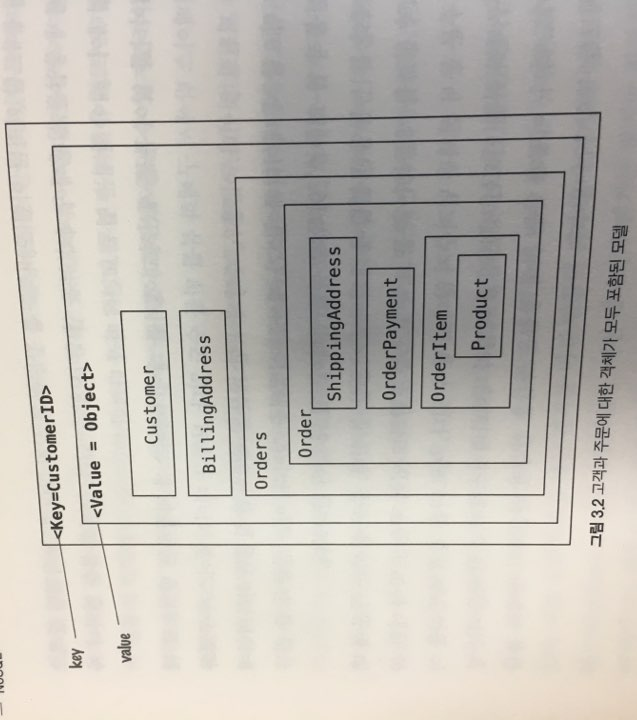 <Key=CustomerID>
<Value = Object>
key
value
Customer
BillingAddress
Orders
Order
ShippingAddress
OrderPayment
OrderItem
Product
그림 3.2 고객과 주문에 대한 객체가 모두 포함된 모델